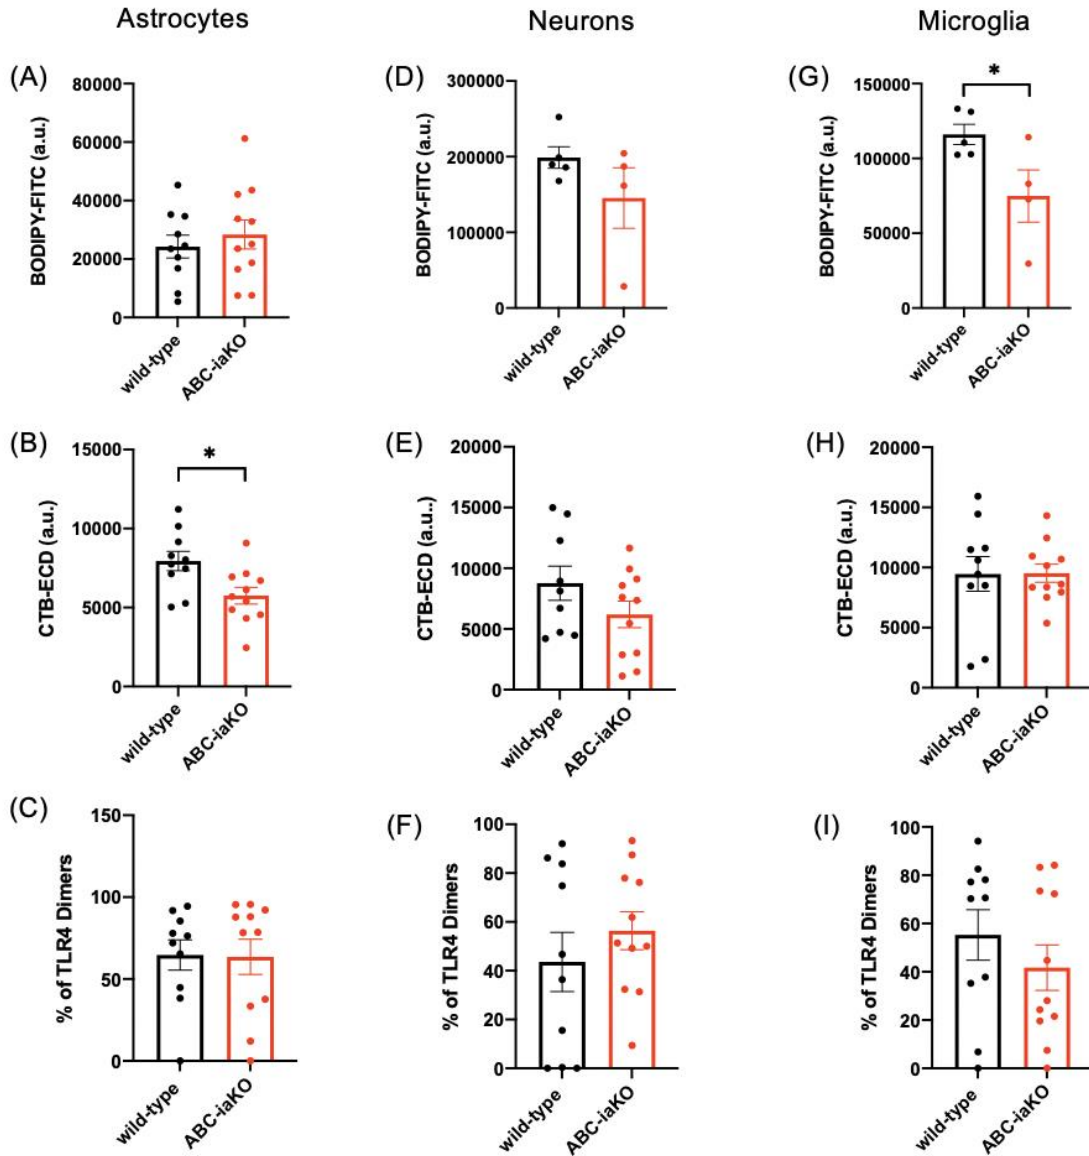 Astrocytes
Neurons
Microglia
(A)
BODIPY-FITC (a.u.)
80000
60000
40000
20000
0
wild-type
ABC-iaKO
(D)
BODIPY-FITC (a.u.)
300000
200000
100000
0
wild-type
ABC-iaKO
(G)
BODIPY-FITC (a.u.)
150000
100000
50000
0
*
wild-type
ABC-iaKO
(B)
CTB-ECD (a.u.)
15000
10000
5000
0
*
wild-type
ABC-iaKO
(E)
CTB-ECD (a.u..)
20000
15000
10000
5000
0
wild-type
ABC-iaKO
(H)
CTB-ECD (a.u.)
20000
15000
10000
5000
0
wild-type
ABC-iaKO
(C)
% of TLR4 Dimers
150
100
50
0
wild-type
ABC-iaKO
(F)
% of TLR4 Dimers
100
80
60
40
20
0
wild-type
ABC-iaKO
(I)
% of TLR4 Dimers
100
80
60
40
20
0
wild-type
ABC-iaKO